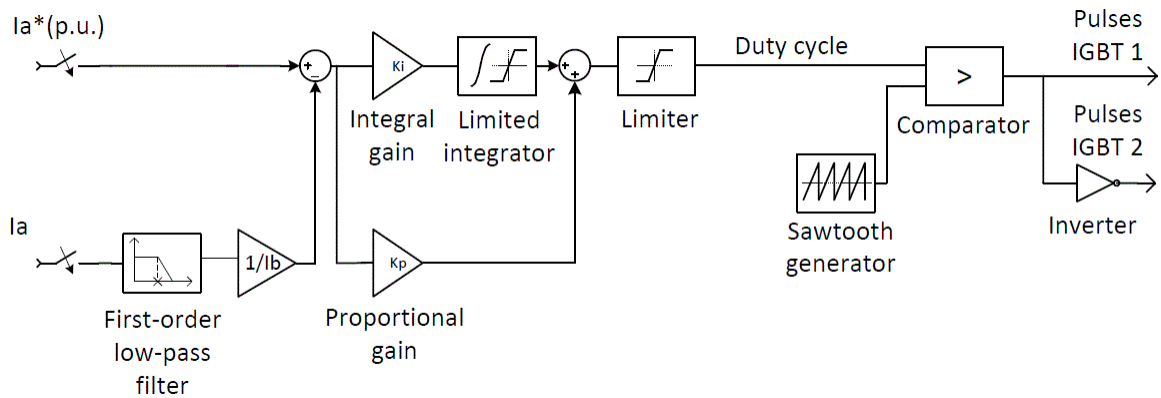 Ia*(p.u.)
+
−
Ki
Integral
gain
Limited
integrator
+
+
Limiter
Duty cycle
>
Comparator
Pulses
IGBT 1
Pulses
IGBT 2
Inverter
Sawtooth
generator
Ia
First-order
low-pass
filter
1/Ib
Kp
Proportional
gain